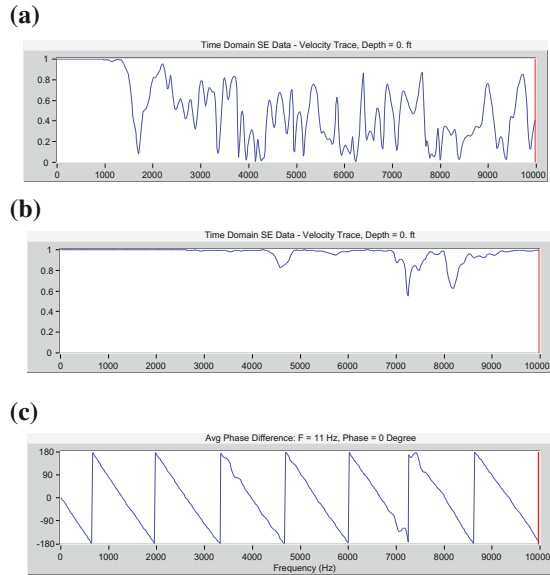 (a)
Time Domain SE Data - Velocity Trace, Depth = 0. ft
1
0.8
0.6
0.4
0.2
0
0 1000 2000 3000 4000 5000 6000 7000 8000 9000 10000
(b)
Time Domain SE Data - Velocity Trace, Depth = 0. ft
1
0.8
0.6
0.4
0.2
0
0 1000 2000 3000 4000 5000 6000 7000 8000 9000 10000
(c)
Avg Phase Difference: F = 11 Hz, Phase = 0 Degree
180
90
0
-90
-180
0 1000 2000 3000 4000 5000 6000 7000 8000 9000 10000
Frequency (Hz)